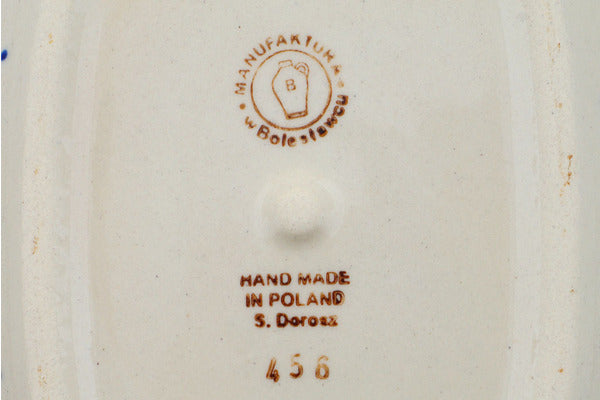 MANUFAKTURA
B
w Bolesławcu
HAND MADE
IN POLAND
S. Dorosz
456